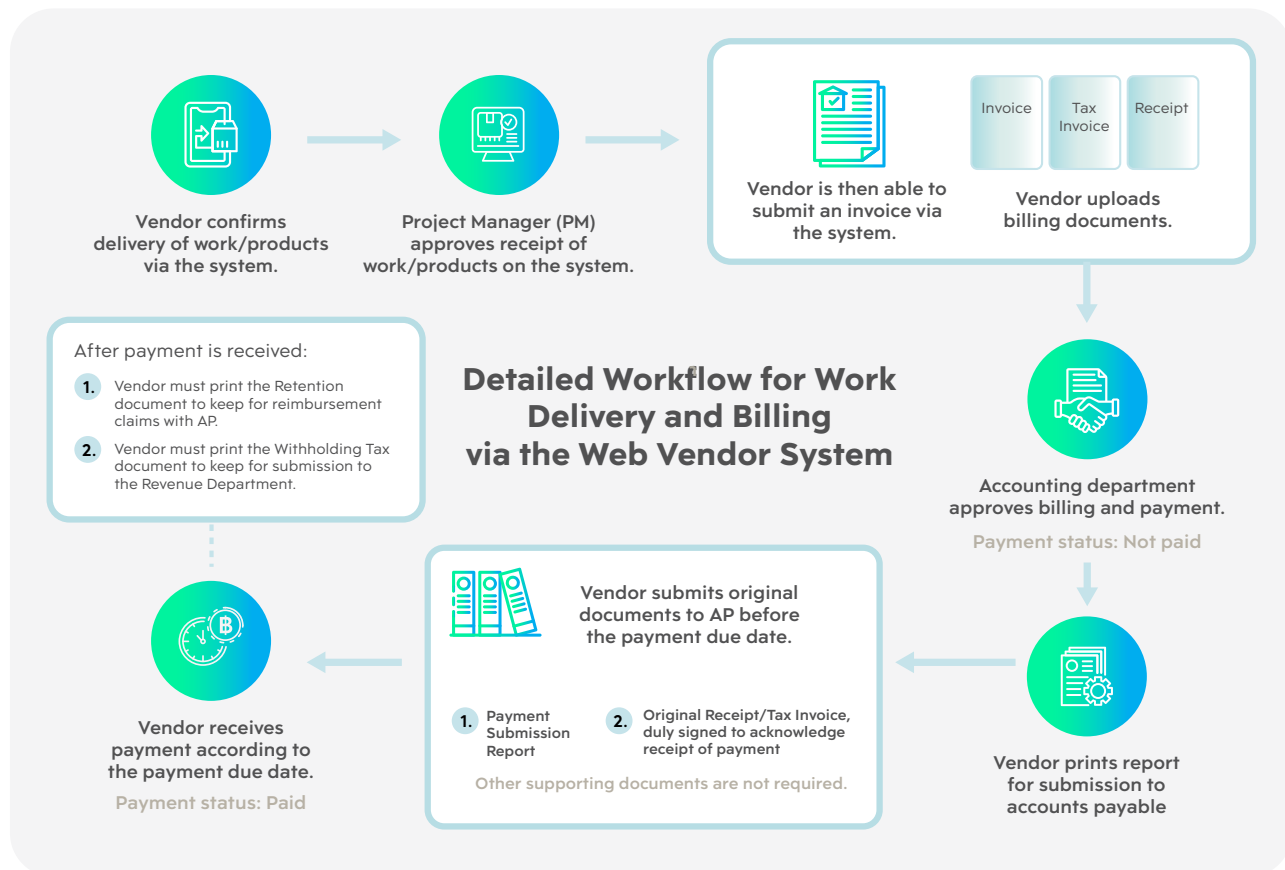 Vendor confirms
delivery of work/products
via the system.
Project Manager (PM)
approves receipt of
work/products on the system.
Vendor is then able to
submit an invoice via
the system.
Invoice
Tax
Invoice
Receipt
Vendor uploads
billing documents.
After payment is received:
1. Vendor must print the Retention
document to keep for reimbursement
claims with AP.
2. Vendor must print the Withholding Tax
document to keep for submission to
the Revenue Department.
Detailed Workflow for Work
Delivery and Billing
via the Web Vendor System
Accounting department
approves billing and payment.
Payment status: Not paid
Vendor prints report
for submission to
accounts payable
Vendor submits original
documents to AP before
the payment due date.
1. Payment
Submission
Report
2. Original Receipt/Tax Invoice,
duly signed to acknowledge
receipt of payment
Other supporting documents are not required.
฿
Vendor receives
payment according to
the payment due date.
Payment status: Paid